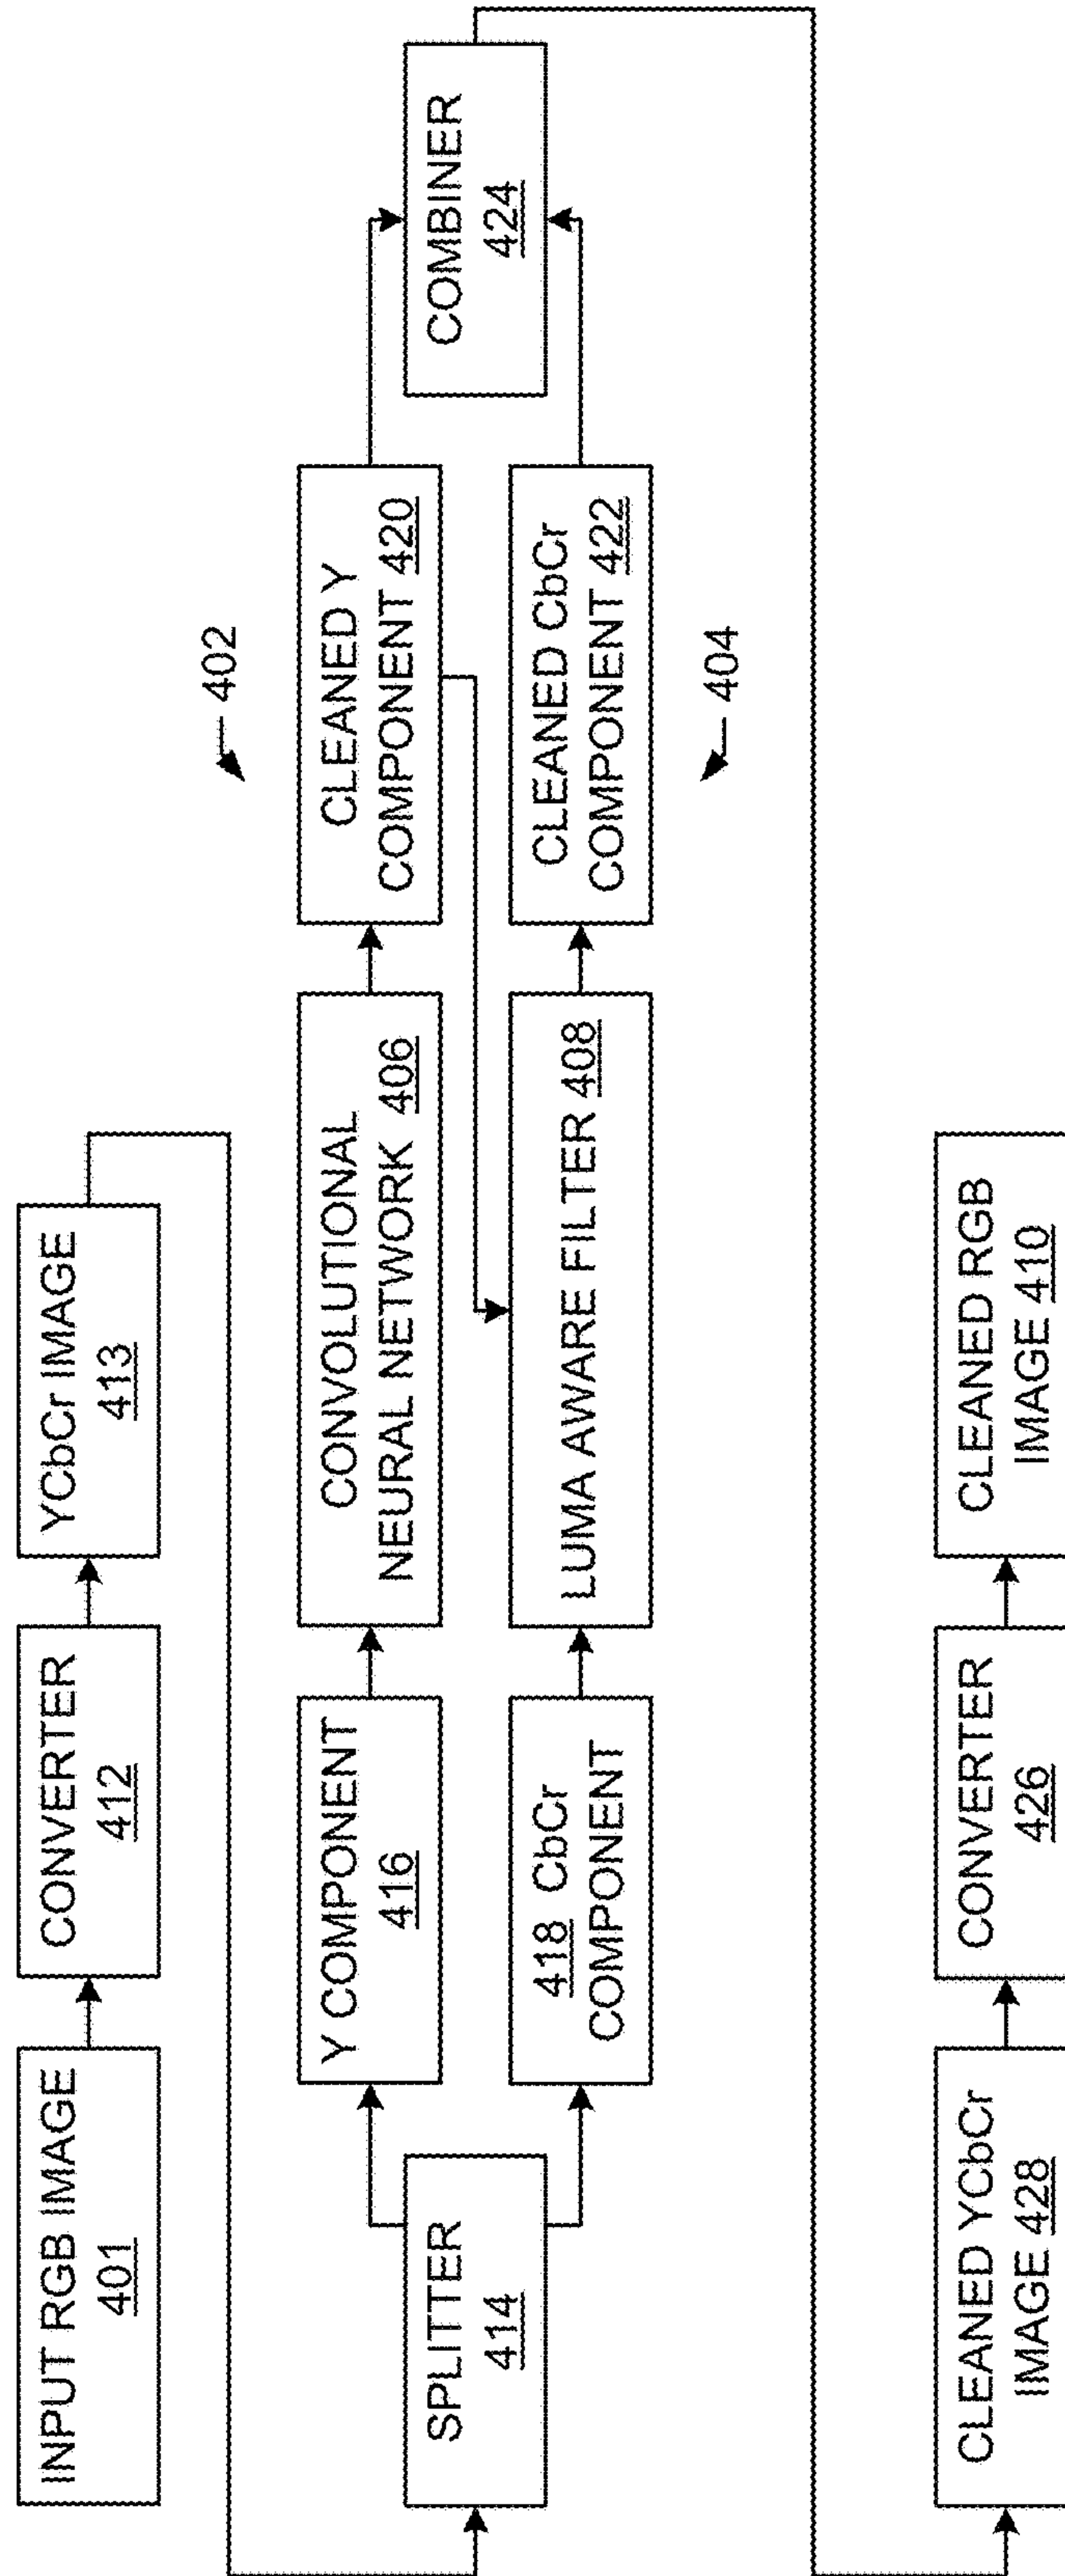 INPUT RGB IMAGE
401
CONVERTER
412
YCbCr IMAGE
413
SPLITTER
414
Y COMPONENT
416
418 CbCr
COMPONENT
CONVOLUTIONAL
NEURAL NETWORK 406
LUMA AWARE FILTER 408
402
CLEANED Y
COMPONENT 420
CLEANED CbCr
COMPONENT 422
404
COMBINER
424
CLEANED YCbCr
IMAGE 428
CONVERTER
426
CLEANED RGB
IMAGE 410